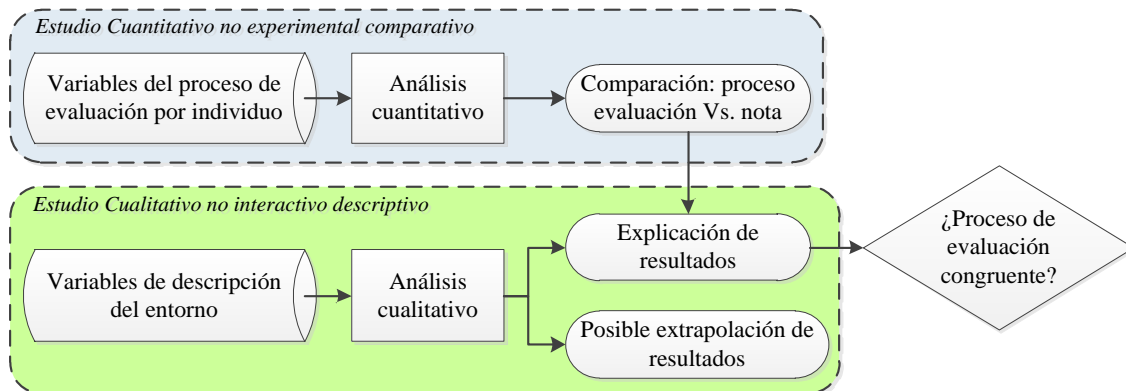 Estudio Cuantitativo no experimental comparativo
Variables del proceso de
evaluación por individuo
Análisis
cuantitativo
Comparación: proceso
evaluación Vs. nota
Estudio Cualitativo no interactivo descriptivo
Variables de descripción
del entorno
Análisis
cualitativo
Explicación de
resultados
Posible extrapolación de
resultados
¿Proceso de
evaluación
congruente?